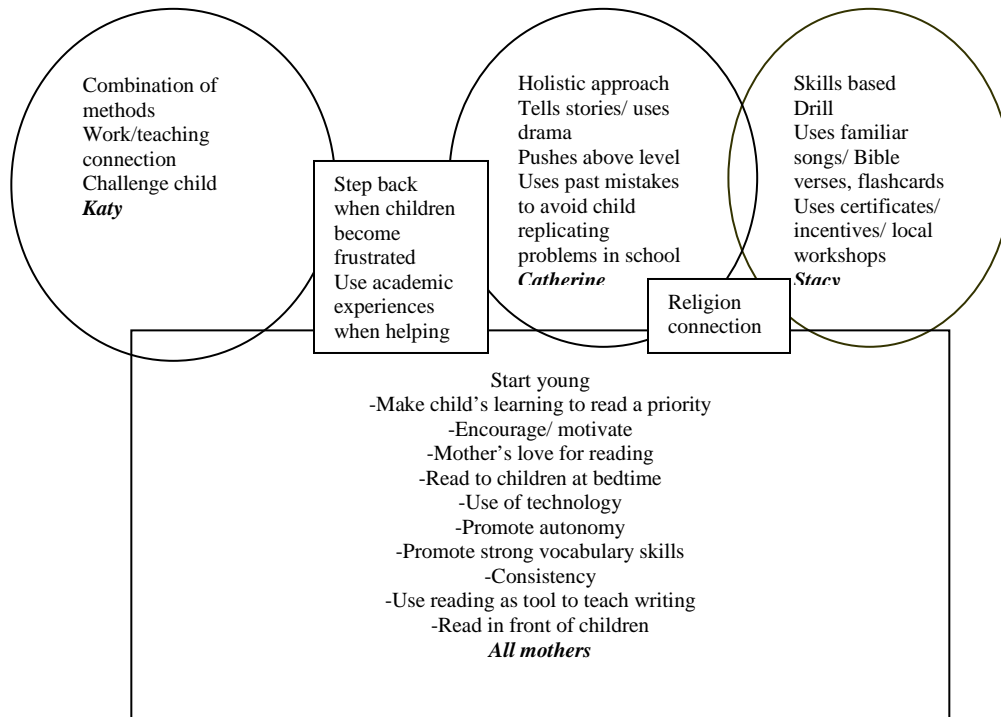 Combination of
methods
Work/teaching
connection
Challenge child
Katy
Step back
when children
become
frustrated
Use academic
experiences
when helping
Holistic approach
Tells stories/ uses
drama
Pushes above level
Uses past mistakes
to avoid child
replicating
problems in school
Catherine
Religion
connection
Skills based
Drill
Uses familiar
songs/ Bible
verses, flashcards
Uses certificates/
incentives/ local
workshops
Stacy
Start young
-Make child's learning to read a priority
-Encourage/ motivate
-Mother's love for reading
-Read to children at bedtime
-Use of technology
-Promote autonomy
-Promote strong vocabulary skills
-Consistency
-Use reading as tool to teach writing
-Read in front of children
All mothers